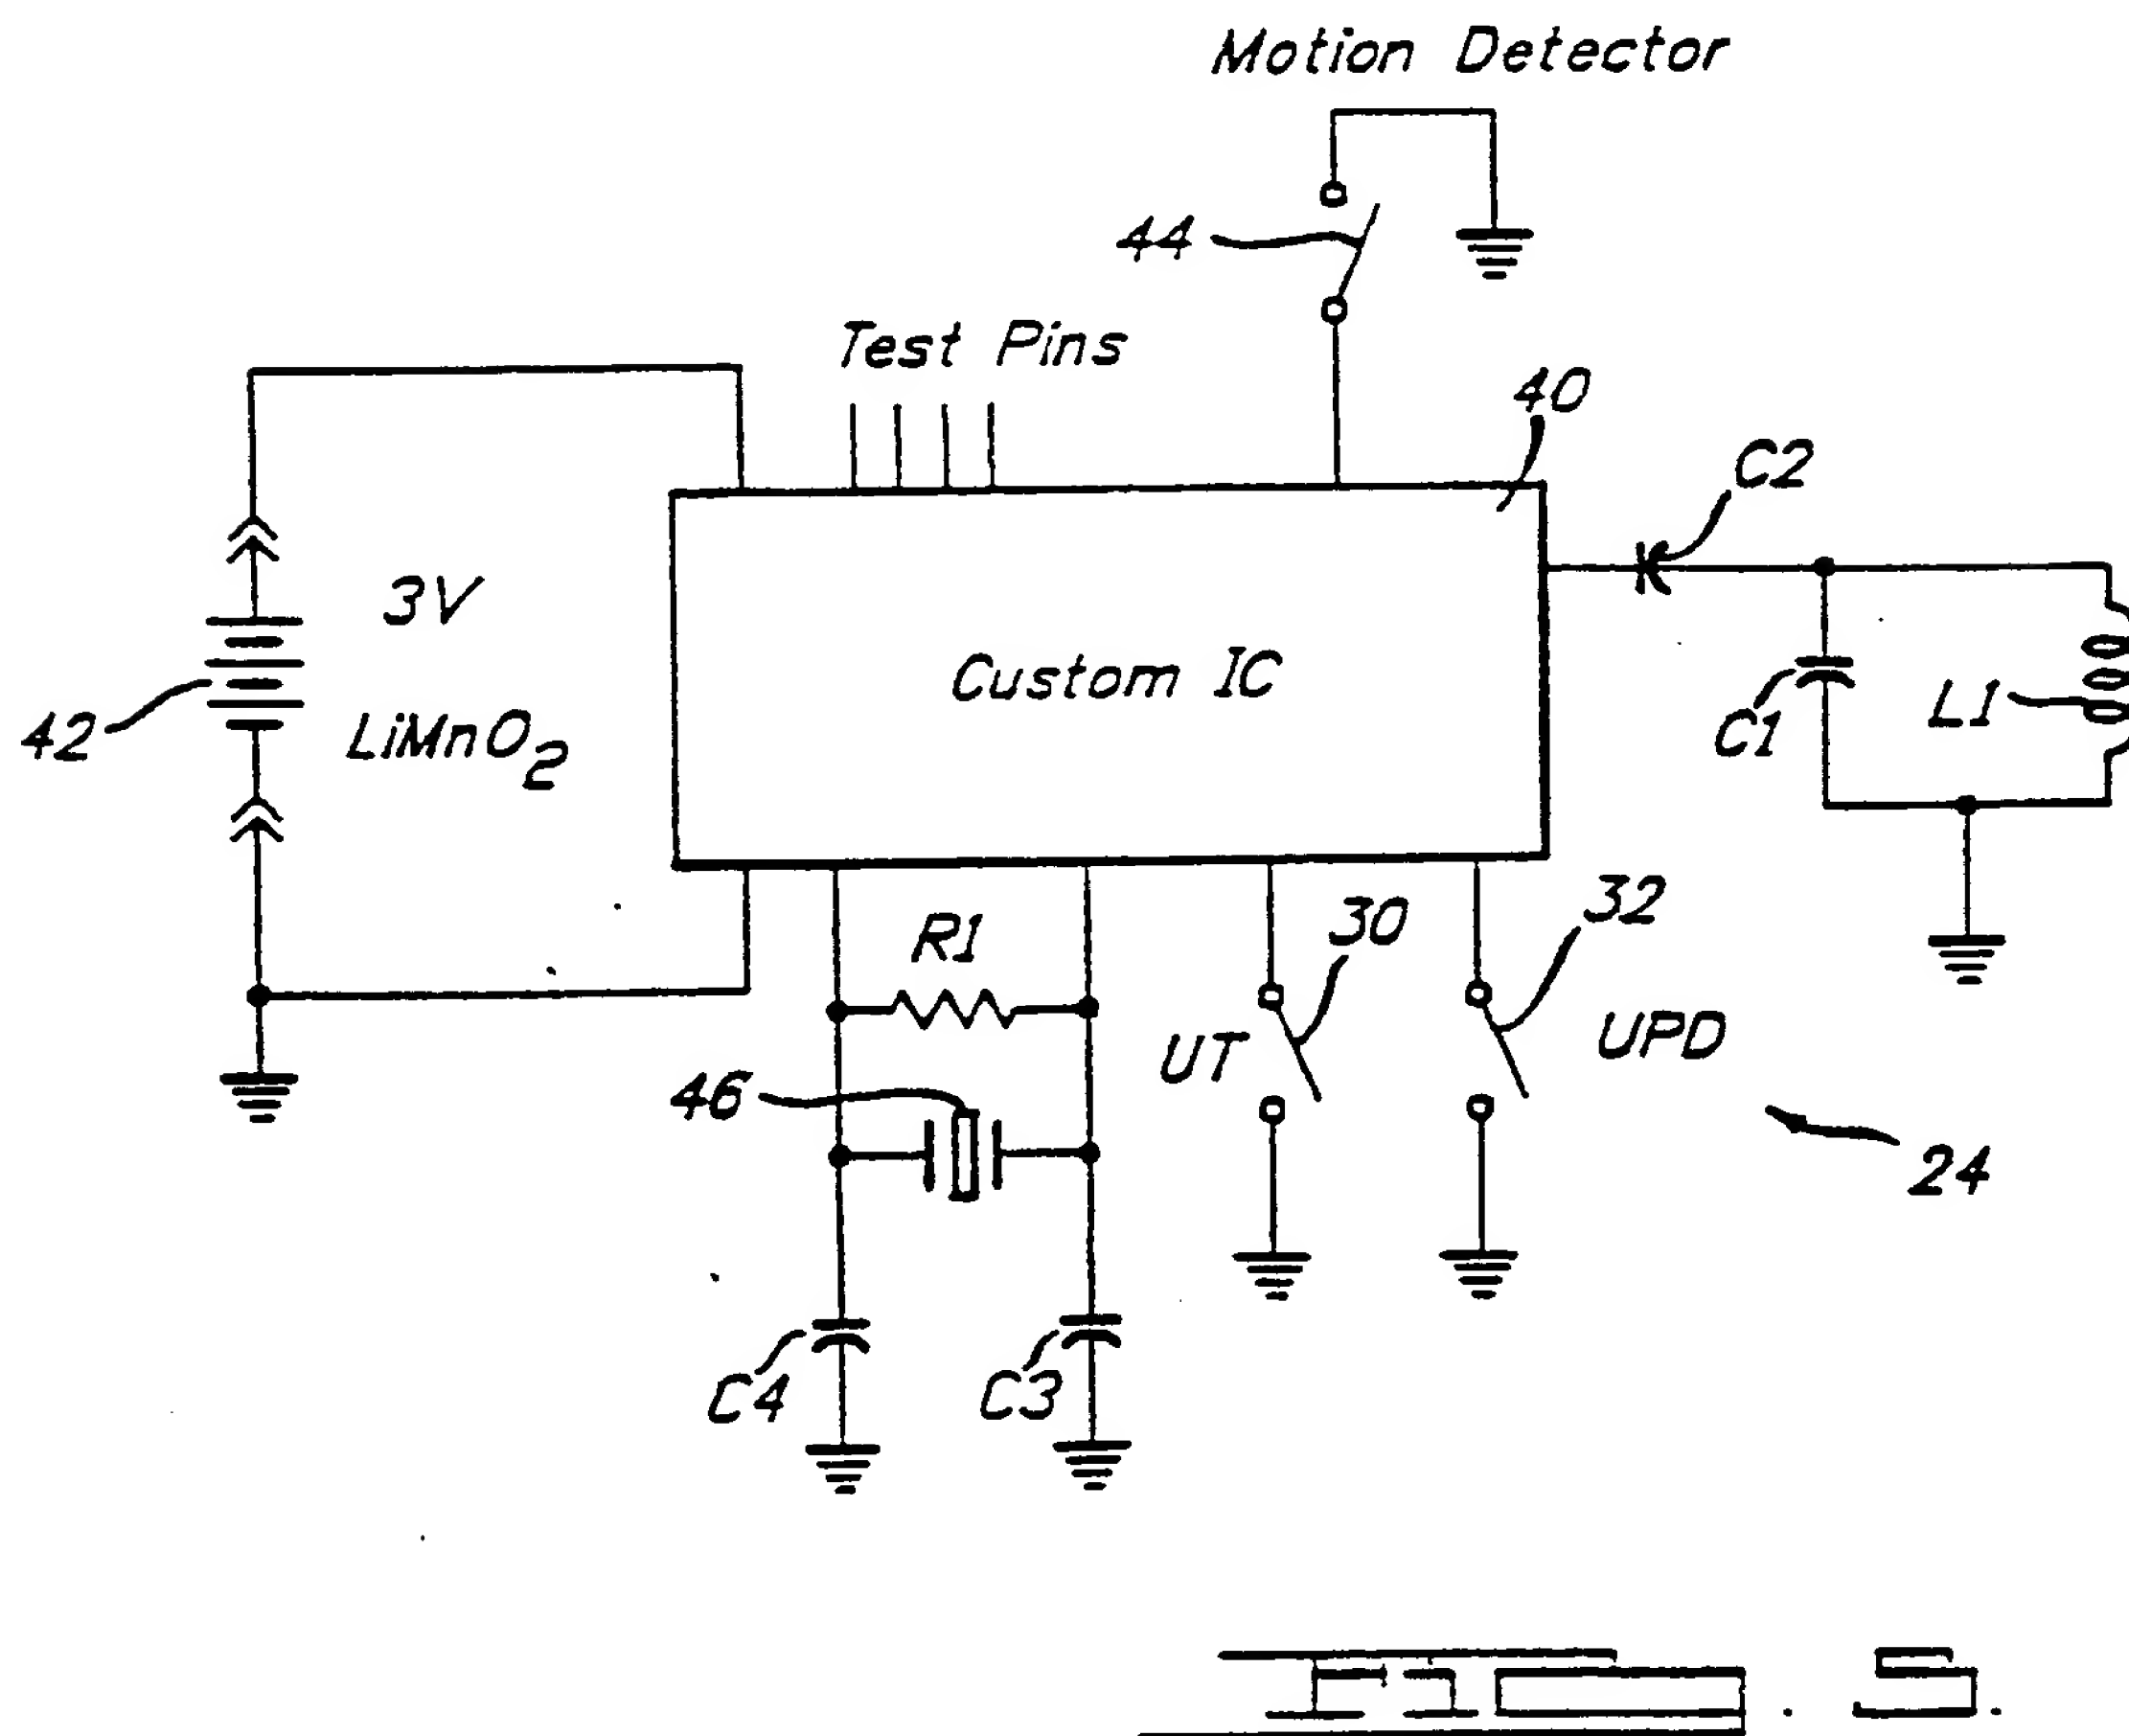 Motion Detector
44
Test Pins
40
C2
3V
Custom IC
42
LiMnO2
C1
L1
R1
30
32
UT
UPD
46
24
C4
C3